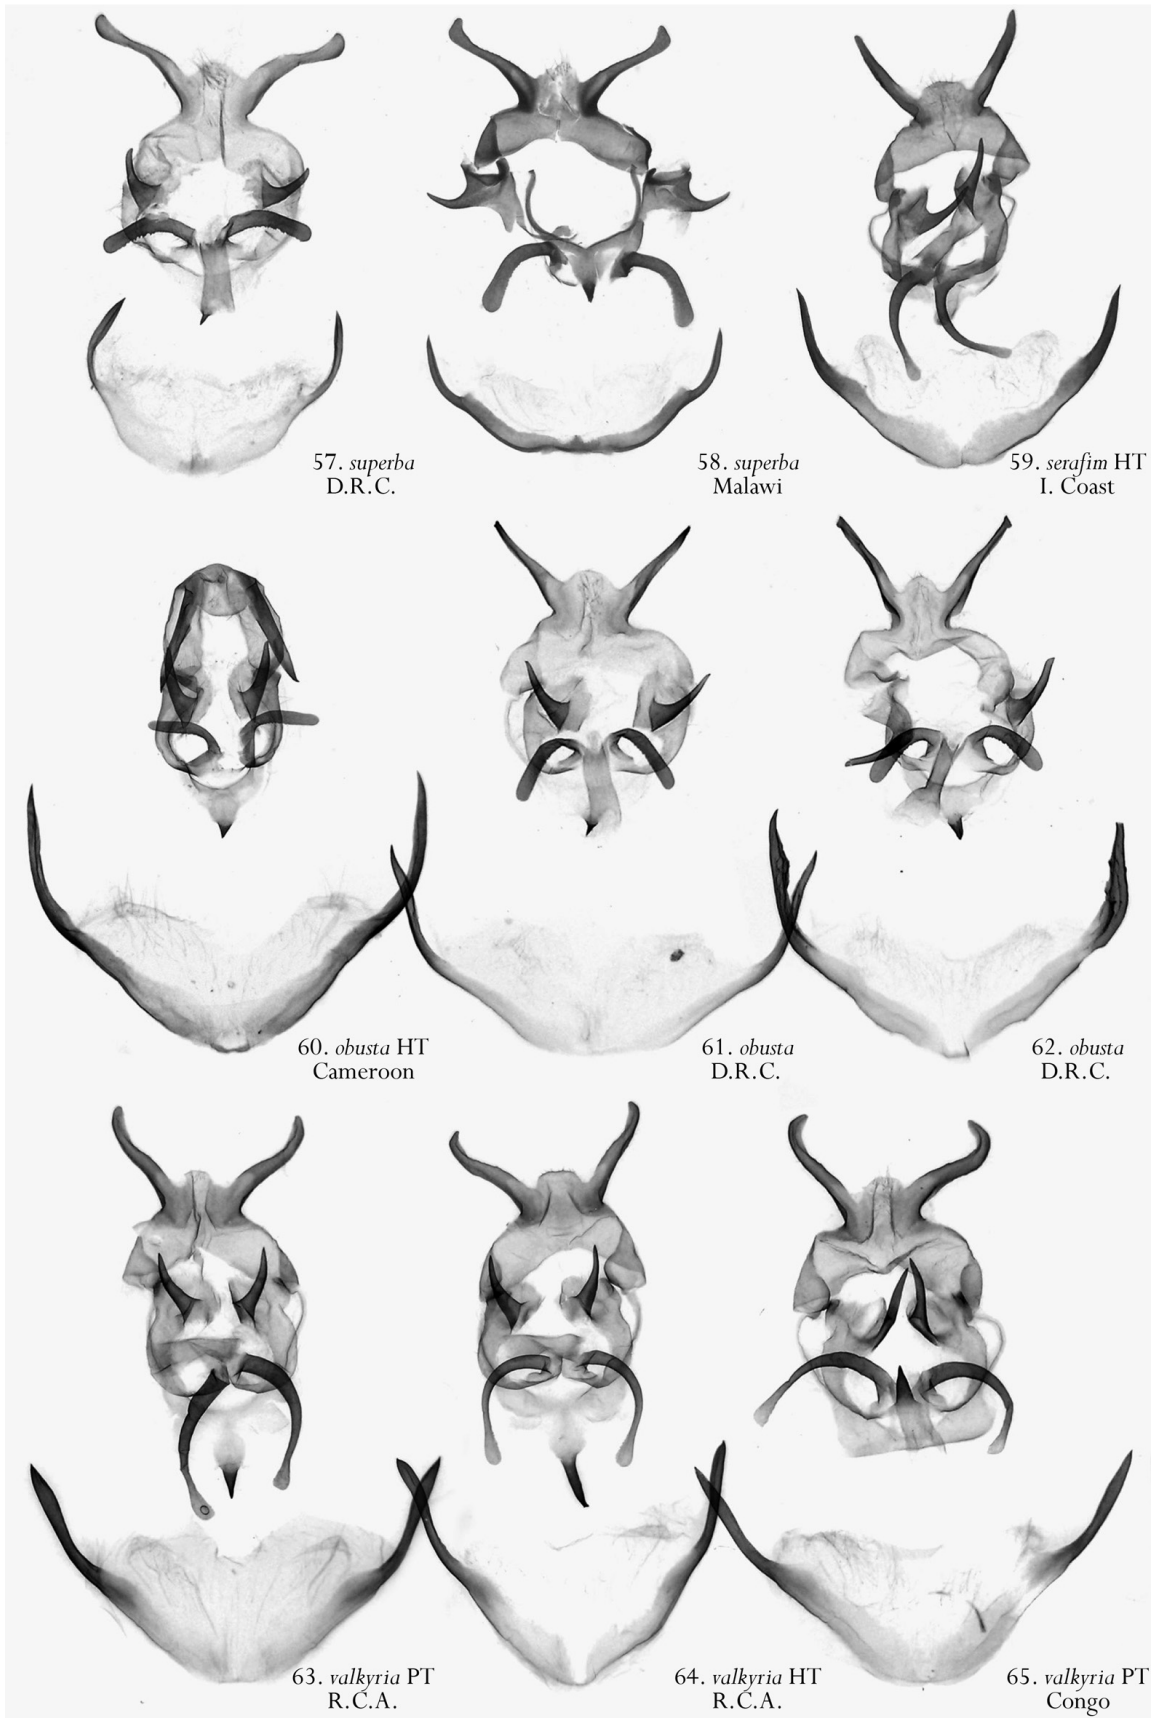 57. superba
D.R.C.
58. superba
Malawi
59. serafim HT
I. Coast
60. obusta HT
Cameroon
61. obusta
D.R.C.
62. obusta
D.R.C.
63. valkyria PT
R.C.A.
64. valkyria HT
R.C.A.
65. valkyria PT
Congo